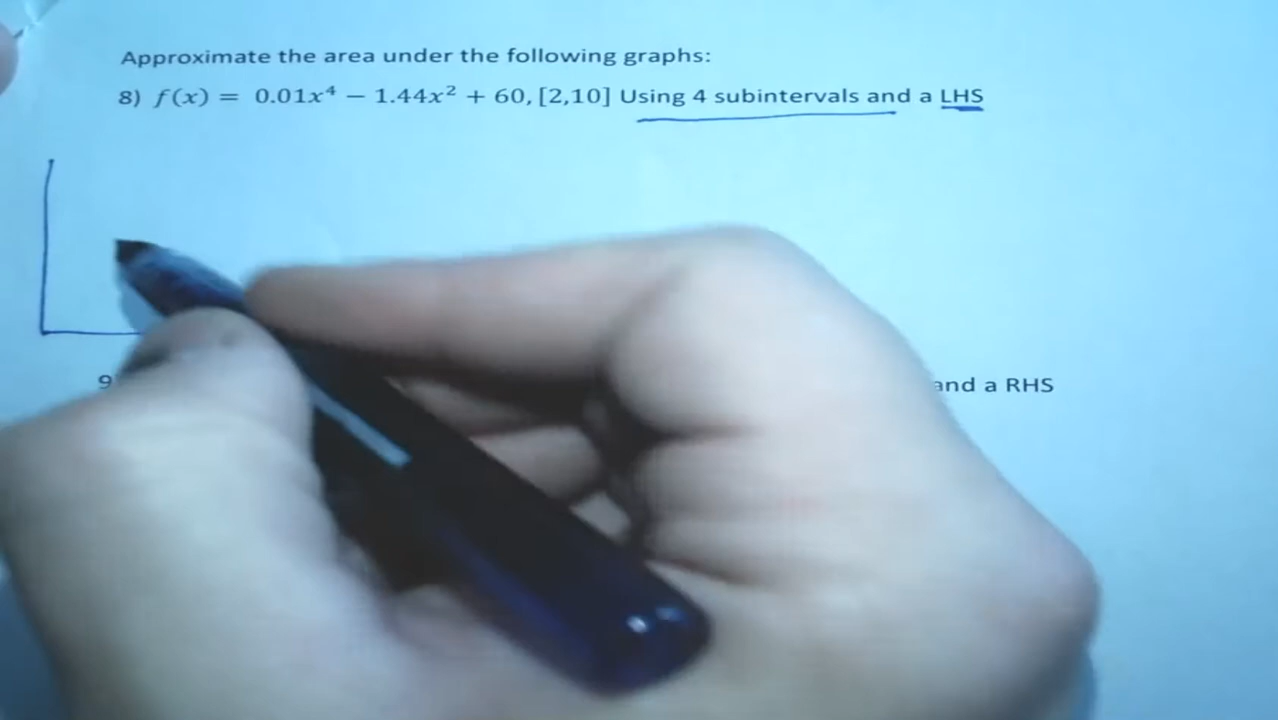 Approximate the area under the following graphs:
8) f(x) = 0.01x⁴ − 1.44x² + 60, [2,10] Using 4 subintervals and a LHS
9 and a RHS